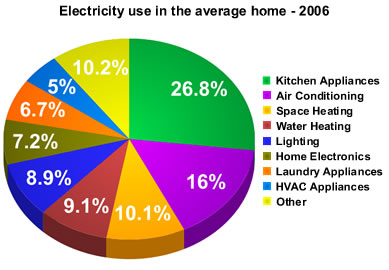 Electricity use in the average home - 2006
10.2%
26.8%
5%
6.7%
7.2%
8.9%
9.1%
10.1%
16%
Kitchen Appliances
Air Conditioning
Space Heating
Water Heating
Lighting
Home Electronics
Laundry Appliances
HVAC Appliances
Other